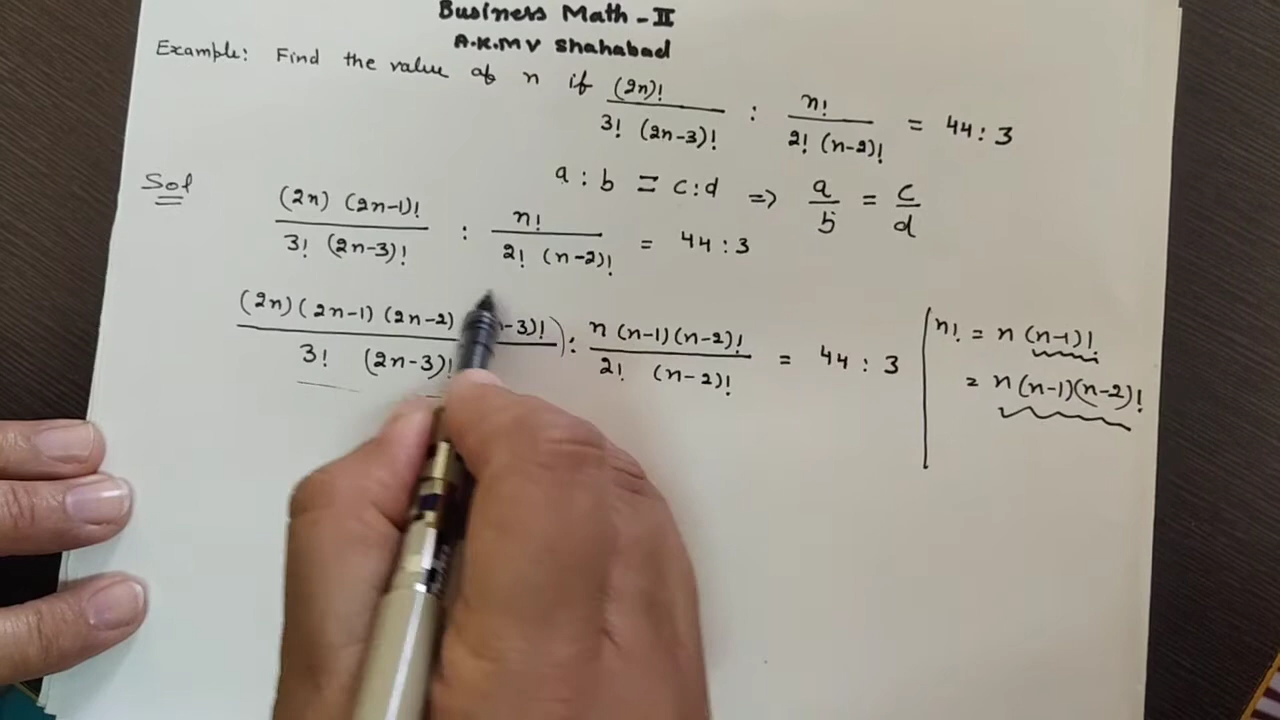 Business Math - II
A.K.M V Shahabad
Example: Find the value of n if (2n)! / 3! (2n-3)! : n! / 2! (n-2)! = 44 : 3
a : b = c : d => a/b = c/d
Sol
(2n) (2n-1)! / 3! (2n-3)! : n! / 2! (n-2)! = 44 : 3
(2n) (2n-1) (2n-2) -3)! / 3! (2n-3)! : n (n-1) (n-2)! / 2! (n-2)! = 44 : 3
n! = n (n-1)!
= n (n-1)(n-2)!